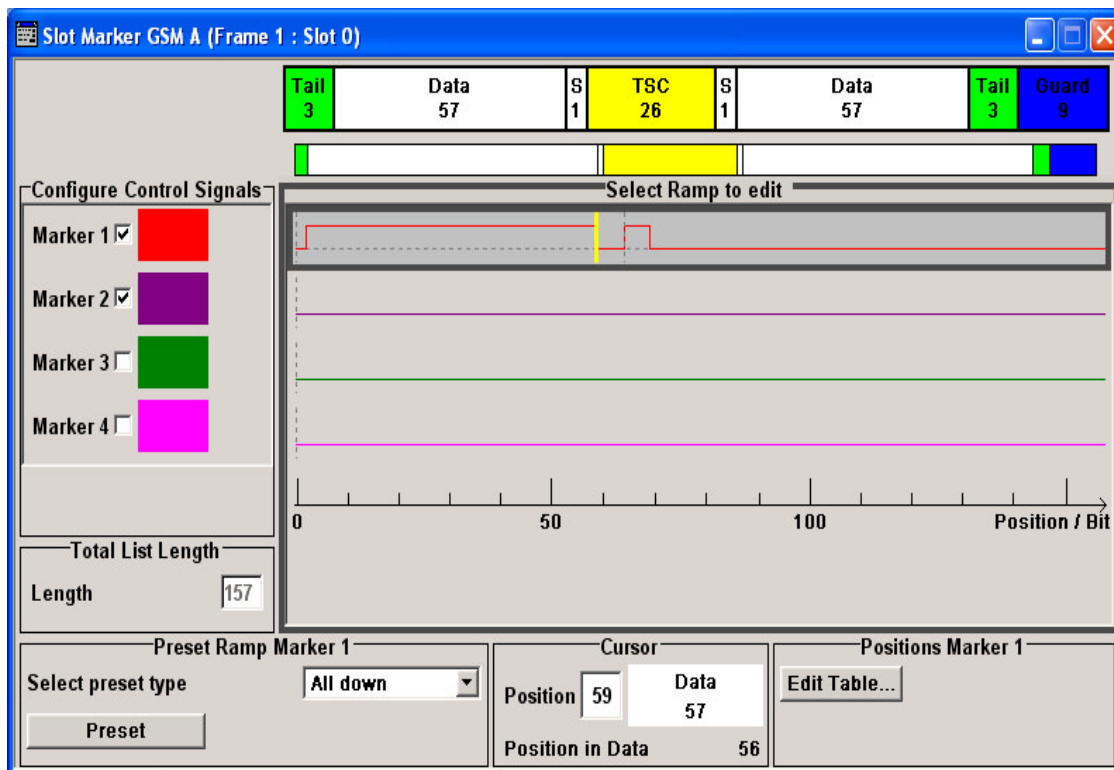 Slot Marker GSM A (Frame 1 : Slot 0)
Tail Data S TSC S Data Tail Guard
3 57 1 26 1 57 3 9
Configure Control Signals
Select Ramp to edit
Marker 1
Marker 2
Marker 3
Marker 4
0 50 100 Position / Bit
Total List Length
Length 157
Preset Ramp Marker 1
Select preset type All down
Preset
Cursor
Position 59 Data
57
Position in Data 56
Positions Marker 1
Edit Table...